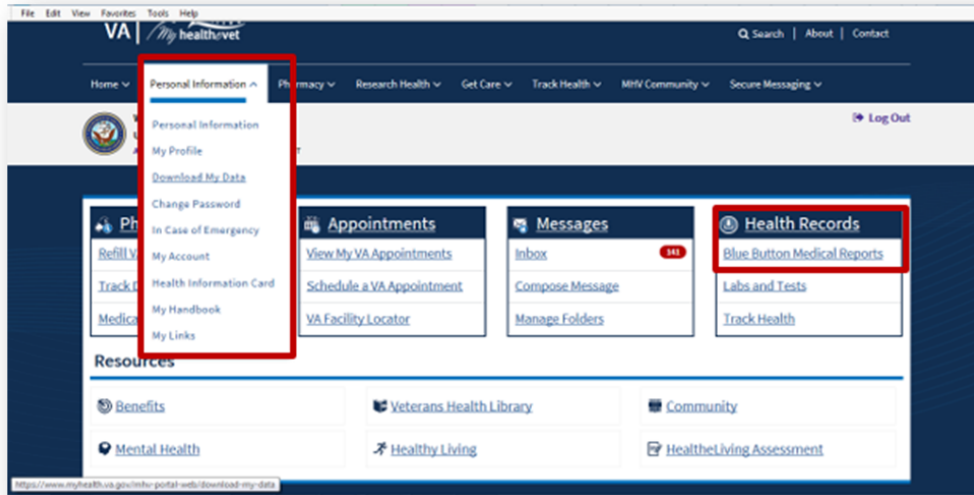 File Edit View Favorites Tools Help
VA My healthevet
Search | About | Contact
Home Personal Information Pharmacy Research Health Get Care Track Health MHV Community Secure Messaging
Log Out
Personal Information
My Profile
Download My Data
Change Password
In Case of Emergency
My Account
Health Information Card
My Handbook
My Links
Ph Appointments Messages Health Records
Refill V View My VA Appointments Inbox 141 Blue Button Medical Reports
Track D Schedule a VA Appointment Compose Message Labs and Tests
Medica VA Facility Locator Manage Folders Track Health
Resources
Benefits Veterans Health Library Community
Mental Health Healthy Living HealtheLiving Assessment
https://www.myhealth.va.gov/mhv-portal-web/download-my-data